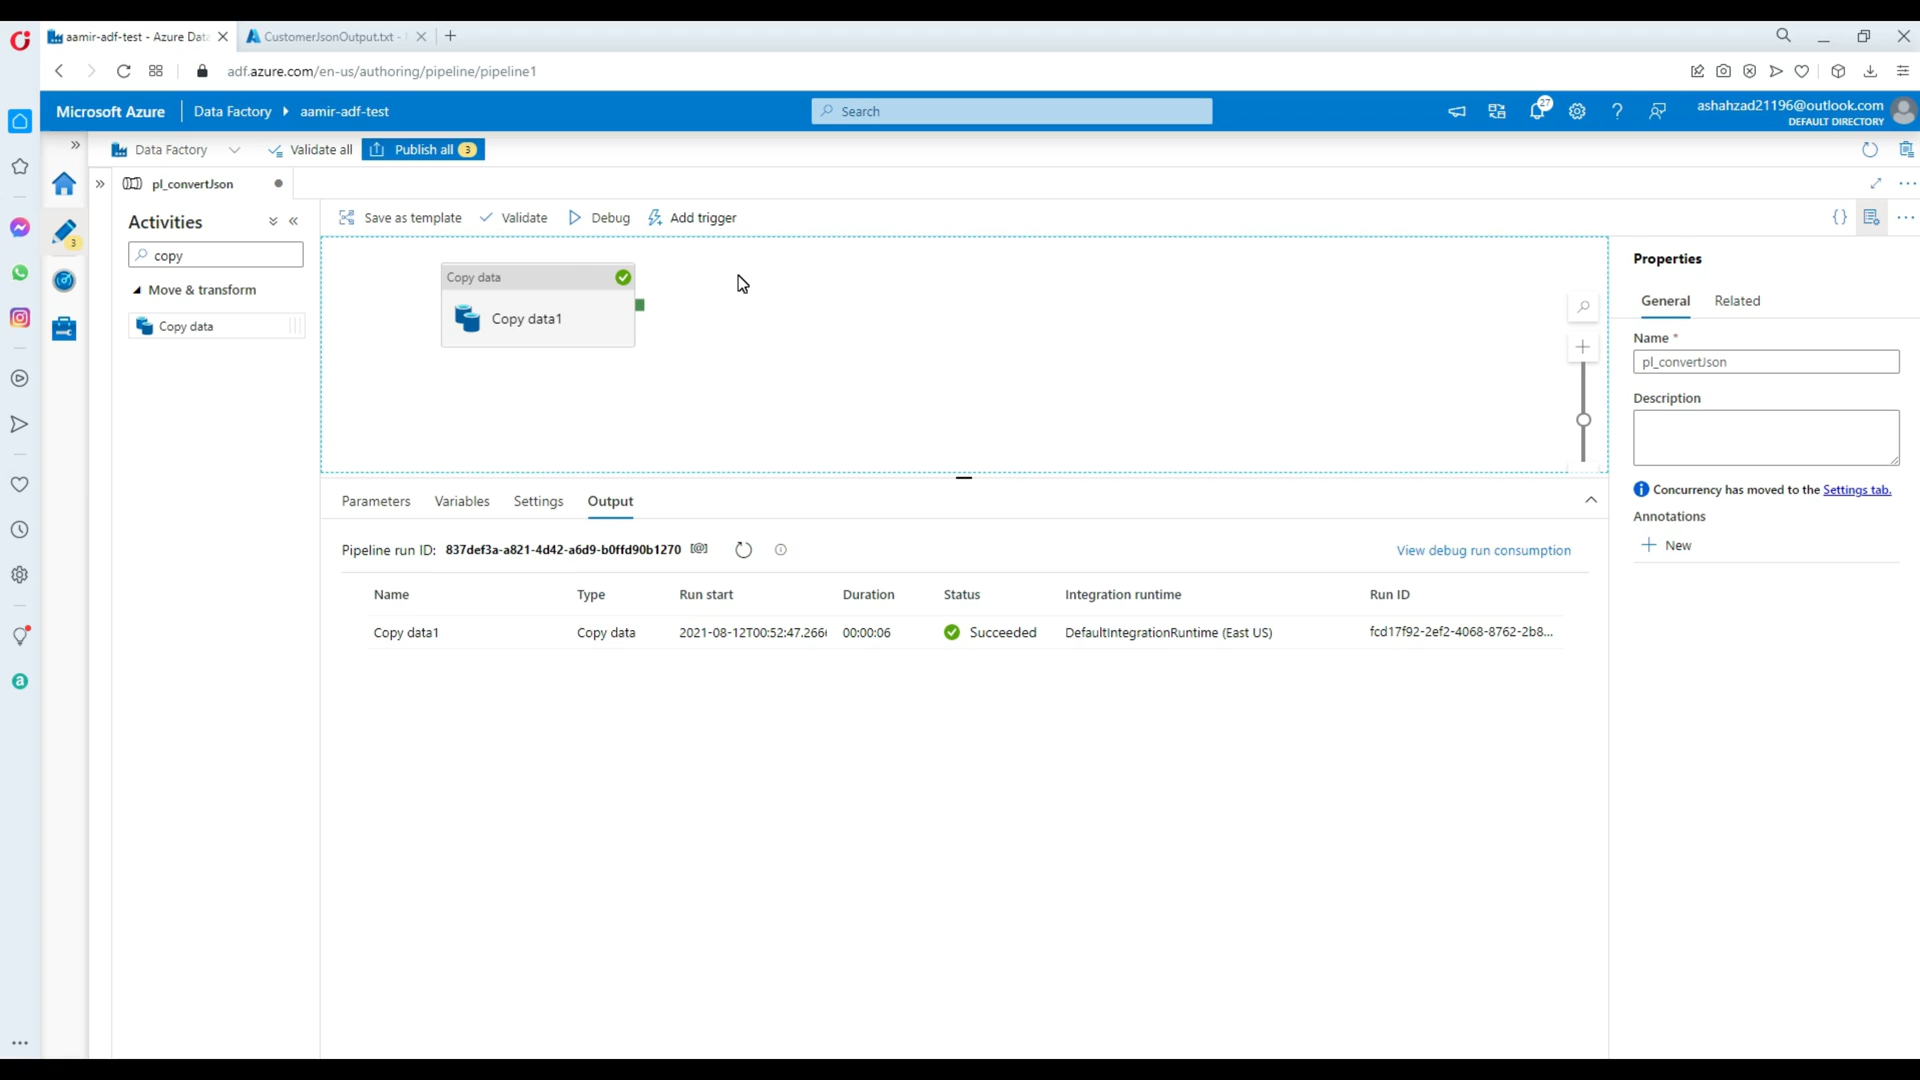 aamir-adf-test - Azure Data
CustomerJsonOutput.txt -
adf.azure.com/en-us/authoring/pipeline/pipeline1
Microsoft Azure
Data Factory
aamir-adf-test
Search
27
ashahzad21196@outlook.com
DEFAULT DIRECTORY
Data Factory
Validate all
Publish all
3
pl_convertJson
Activities
Save as template
Validate
Debug
Add trigger
3
copy
Move & transform
Copy data
Copy data
Copy data1
Properties
General
Related
Name *
pl_convertJson
Description
Concurrency has moved to the Settings tab.
Annotations
New
Parameters
Variables
Settings
Output
Pipeline run ID: 837def3a-a821-4d42-a6d9-b0ffd90b1270
View debug run consumption
Name
Type
Run start
Duration
Status
Integration runtime
Run ID
Copy data1
Copy data
2021-08-12T00:52:47.266
00:00:06
Succeeded
DefaultIntegrationRuntime (East US)
fcd17f92-2ef2-4068-8762-2b8...
a